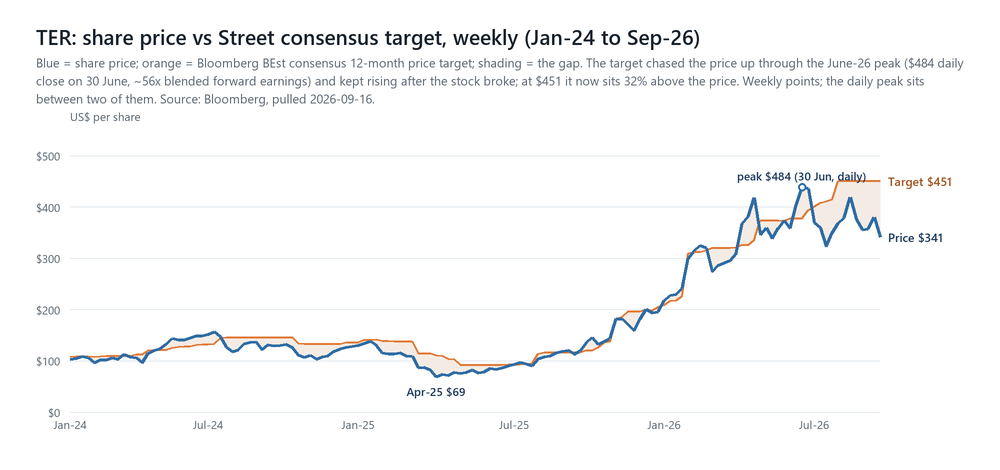 TER: share price vs Street consensus target, weekly (Jan-24 to Sep-26)
Blue = share price; orange = Bloomberg BEst consensus 12-month price target; shading = the gap. The target chased the price up through the June-26 peak ($484 daily
close on 30 June, ~56x blended forward earnings) and kept rising after the stock broke; at $451 it now sits 32% above the price. Weekly points; the daily peak sits
between two of them. Source: Bloomberg, pulled 2026-09-16.
US$ per share
$500
peak $484 (30 Jun, daily)
Target $451
$400
Price $341
$300
$200
$100
Apr-25 $69
$0
Jan-24 Jul-24 Jan-25 Jul-25 Jan-26 Jul-26